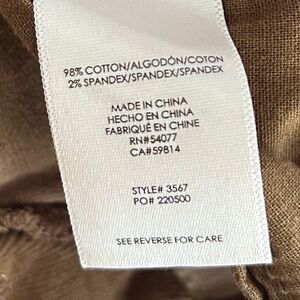 98% COTTON/ALGODÓN/COTON
2% SPANDEX/SPANDEX/SPANDEX
MADE IN CHINA
HECHO EN CHINA
FABRIQUÉ EN CHINE
RN#54077
CA#59814
STYLE# 3567
PO# 220500
SEE REVERSE FOR CARE